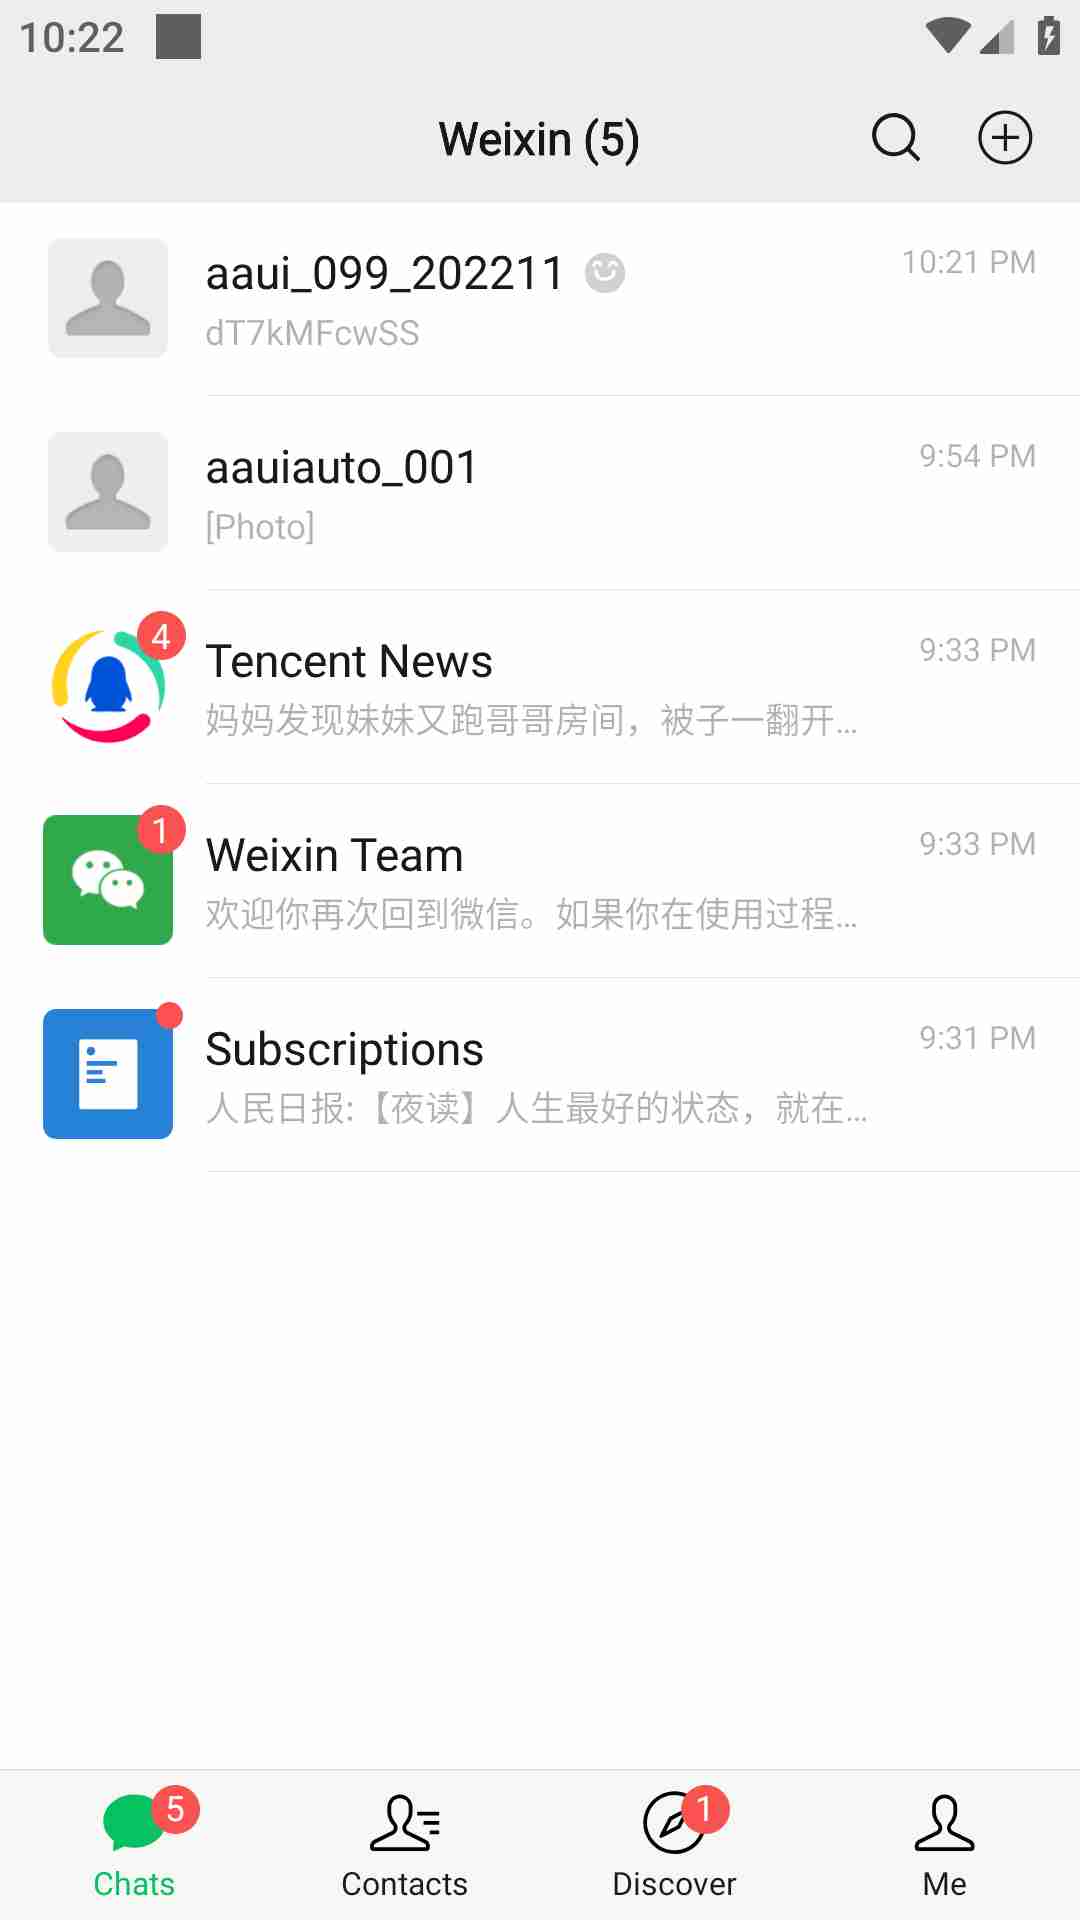 10:22
Weixin (5)
aaui_099_202211
10:21 PM
dT7kMFcwSS
aauiauto_001
9:54 PM
[Photo]
4
Tencent News
9:33 PM
妈妈发现妹妹又跑哥哥房间，被子一翻开...
1
Weixin Team
9:33 PM
欢迎你再次回到微信。如果你在使用过程...
Subscriptions
9:31 PM
人民日报:【夜读】人生最好的状态，就在...
5
1
Chats
Contacts
Discover
Me